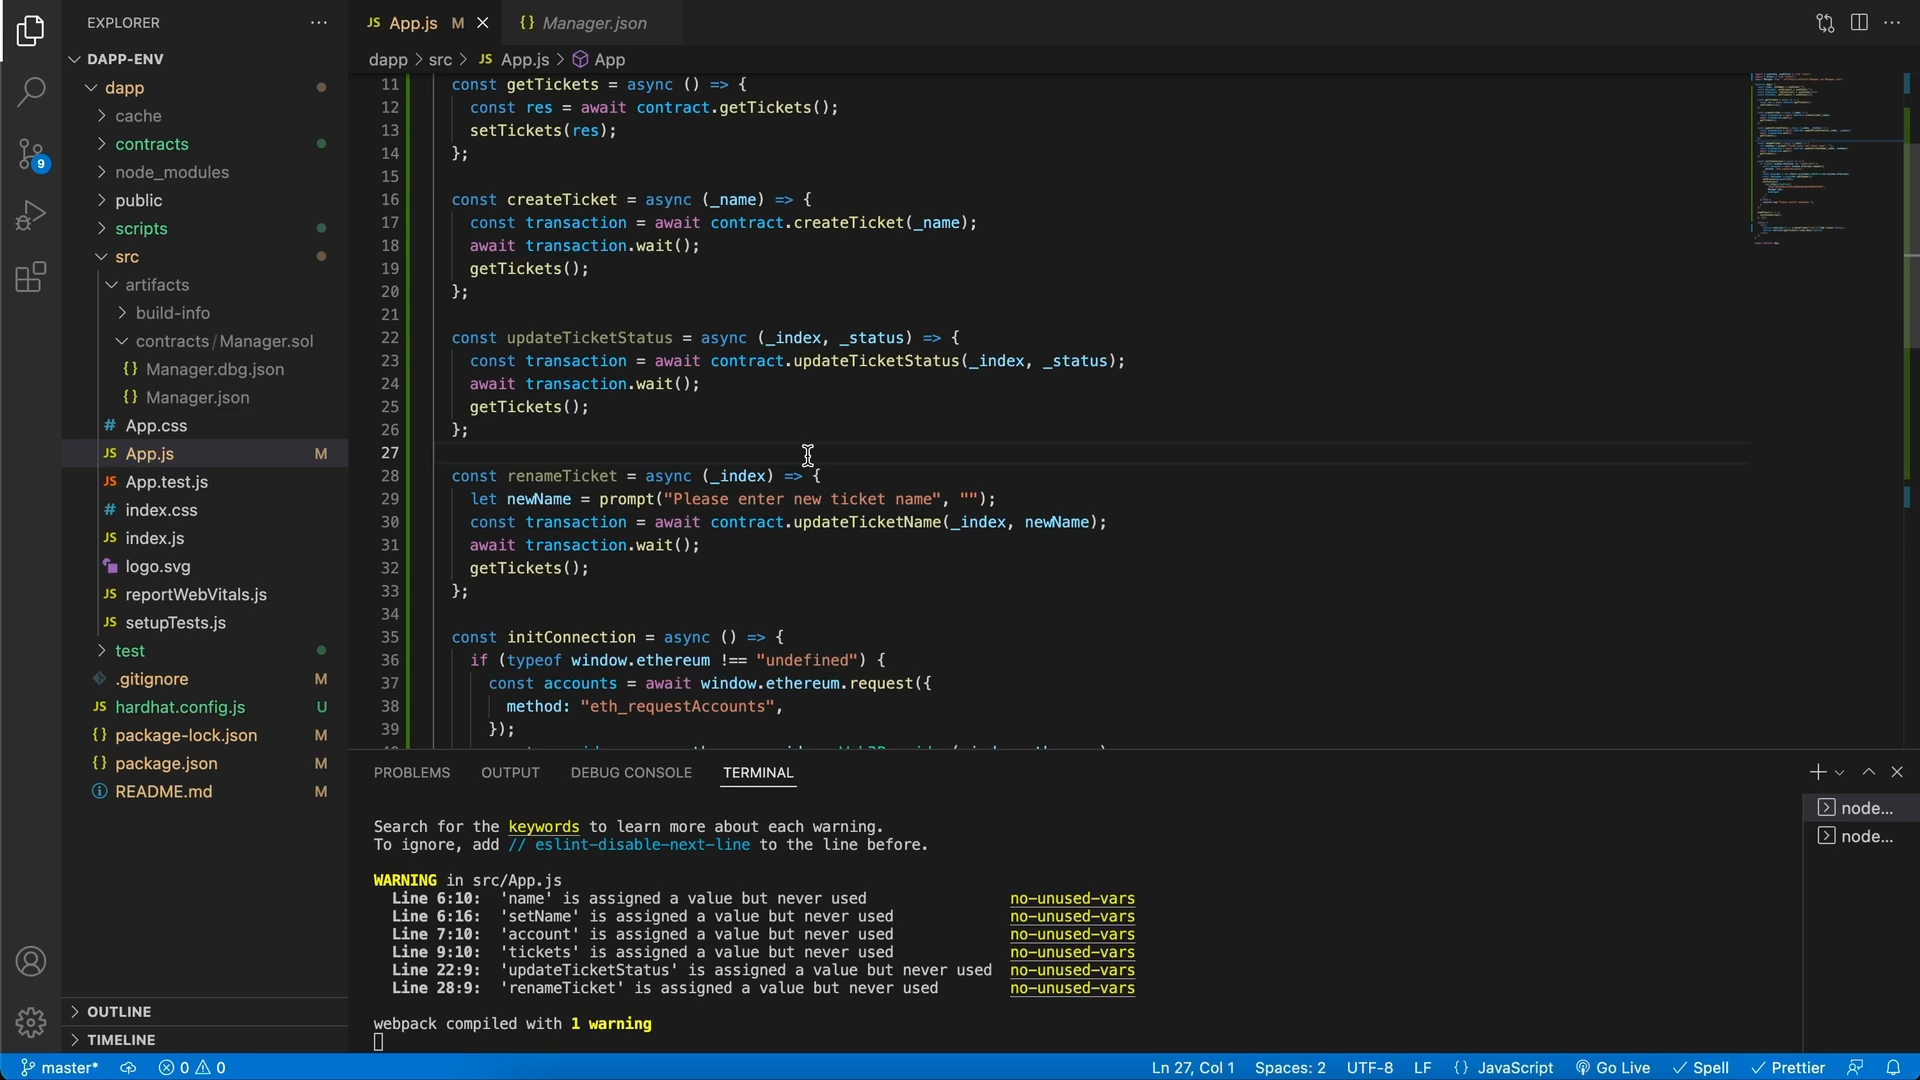 EXPLORER
DAPP-ENV
dapp
cache
contracts
node_modules
public
scripts
src
artifacts
build-info
contracts/Manager.sol
{} Manager.dbg.json
{} Manager.json
# App.css
JS App.js M
JS App.test.js
# index.css
JS index.js
logo.svg
JS reportWebVitals.js
JS setupTests.js
test
.gitignore M
JS hardhat.config.js U
{} package-lock.json M
{} package.json M
README.md M
OUTLINE
TIMELINE
9
JS App.js M
{} Manager.json
dapp > src > JS App.js > App
11 const getTickets = async () => {
12 const res = await contract.getTickets();
13 setTickets(res);
14 };
15
16 const createTicket = async (_name) => {
17 const transaction = await contract.createTicket(_name);
18 await transaction.wait();
19 getTickets();
20 };
21
22 const updateTicketStatus = async (_index, _status) => {
23 const transaction = await contract.updateTicketStatus(_index, _status);
24 await transaction.wait();
25 getTickets();
26 };
27
28 const renameTicket = async (_index) => {
29 let newName = prompt("Please enter new ticket name", "");
30 const transaction = await contract.updateTicketName(_index, newName);
31 await transaction.wait();
32 getTickets();
33 };
34
35 const initConnection = async () => {
36 if (typeof window.ethereum !== "undefined") {
37 const accounts = await window.ethereum.request({
38 method: "eth_requestAccounts",
39 });
PROBLEMS OUTPUT DEBUG CONSOLE TERMINAL
Search for the keywords to learn more about each warning.
To ignore, add // eslint-disable-next-line to the line before.
WARNING in src/App.js
Line 6:10: 'name' is assigned a value but never used no-unused-vars
Line 6:16: 'setName' is assigned a value but never used no-unused-vars
Line 7:10: 'account' is assigned a value but never used no-unused-vars
Line 9:10: 'tickets' is assigned a value but never used no-unused-vars
Line 22:9: 'updateTicketStatus' is assigned a value but never used no-unused-vars
Line 28:9: 'renameTicket' is assigned a value but never used no-unused-vars
webpack compiled with 1 warning
node...
node...
master* 0 0 Ln 27, Col 1 Spaces: 2 UTF-8 LF {} JavaScript Go Live Spell Prettier